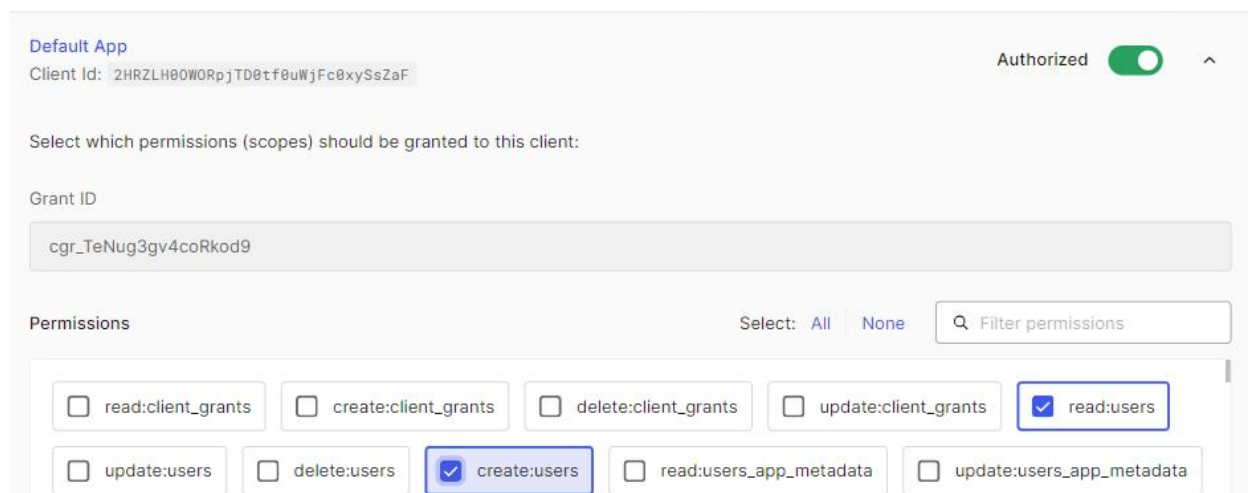 Default App
Authorized
Client Id: 2HRZLH0OWORpjTD0tf0uWjFc0xySsZaF
Select which permissions (scopes) should be granted to this client:
Grant ID
cgr_TeNug3gv4coRkod9
Permissions
Select: All None
Filter permissions
read:client_grants create:client_grants delete:client_grants update:client_grants read:users
update:users delete:users create:users read:users_app_metadata update:users_app_metadata